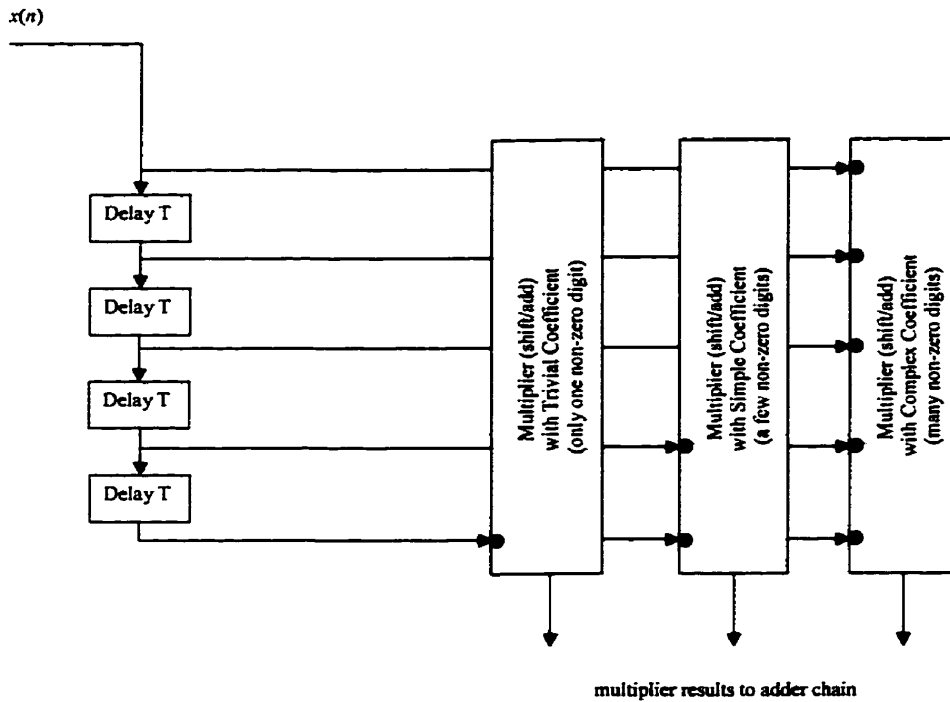 x(n)
Delay T
Delay T
Delay T
Delay T
Multiplier (shift/add)
with Trivial Coefficient
(only one non-zero digit)
Multiplier (shift/add)
with Simple Coefficient
(a few non-zero digits)
Multiplier (shift/add)
with Complex Coefficient
(many non-zero digits)
multiplier results to adder chain